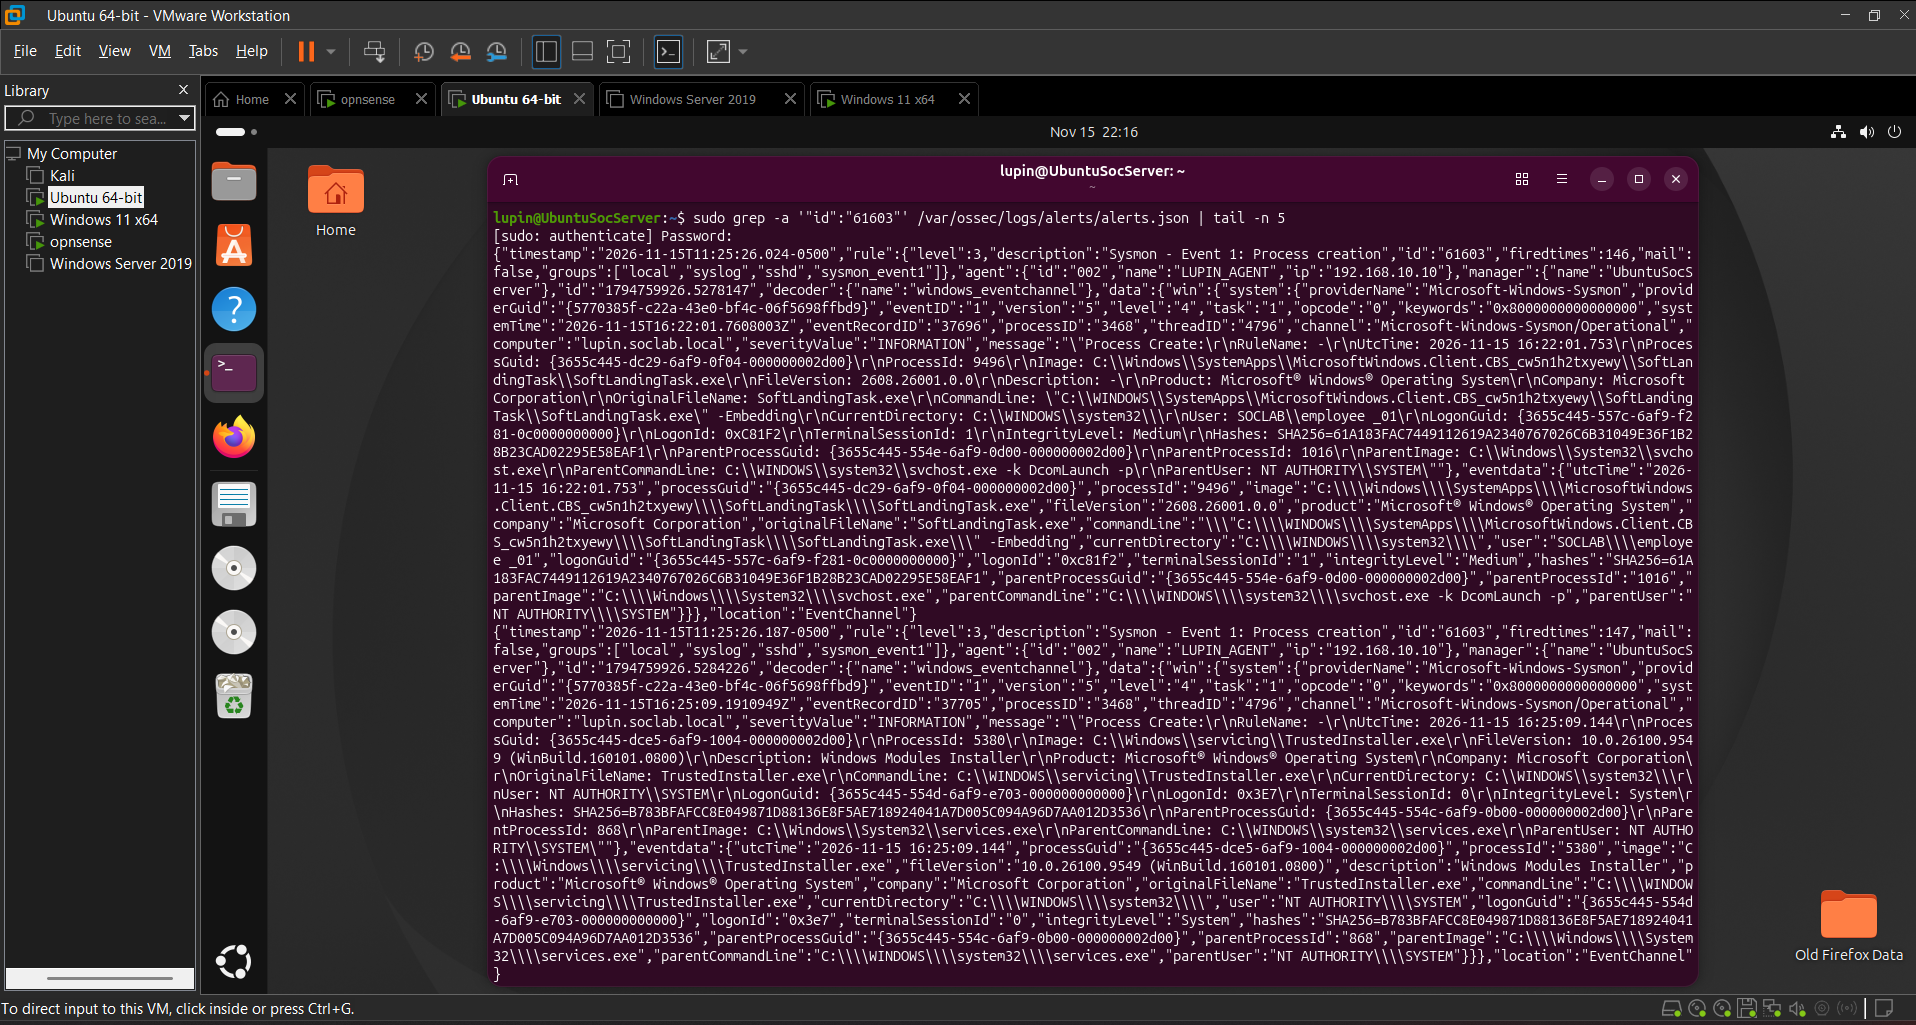 Ubuntu 64-bit - VMware Workstation
File Edit View VM Tabs Help
Library
Type here to sea...
My Computer
Kali
Ubuntu 64-bit
Windows 11 x64
opnsense
Windows Server 2019
Home
opnsense
Ubuntu 64-bit
Windows Server 2019
Windows 11 x64
Nov 15 22:16
Home
lupin@UbuntuSocServer: ~
~
lupin@UbuntuSocServer:~$ sudo grep -a '"id":"61603"' /var/ossec/logs/alerts/alerts.json | tail -n 5
[sudo: authenticate] Password:
{"timestamp":"2026-11-15T11:25:26.024-0500","rule":{"level":3,"description":"Sysmon - Event 1: Process creation","id":"61603","firedtimes":146,"mail":
false,"groups":["local","syslog","sshd","sysmon_event1"]},"agent":{"id":"002","name":"LUPIN_AGENT","ip":"192.168.10.10"},"manager":{"name":"UbuntuSocS
erver"},"id":"1794759926.5278147","decoder":{"name":"windows_eventchannel"},"data":{"win":{"system":{"providerName":"Microsoft-Windows-Sysmon","provid
erGuid":"{5770385f-c22a-43e0-bf4c-06f5698ffbd9}","eventID":"1","version":"5","level":"4","task":"1","opcode":"0","keywords":"0x8000000000000000","syst
emTime":"2026-11-15T16:22:01.7608003Z","eventRecordID":"37696","processID":"3468","threadID":"4796","channel":"Microsoft-Windows-Sysmon/Operational","
computer":"lupin.soclab.local","severityValue":"INFORMATION","message":"\"Process Create:\r\nRuleName: -\r\nUtcTime: 2026-11-15 16:22:01.753\r\nProces
sGuid: {3655c445-dc29-6af9-0f04-000000002d00}\r\nProcessId: 9496\r\nImage: C:\\Windows\\SystemApps\\MicrosoftWindows.Client.CBS_cw5n1h2txyewy\\SoftLan
dingTask\\SoftLandingTask.exe\r\nFileVersion: 2608.26001.0.0\r\nDescription: -\r\nProduct: Microsoft® Windows® Operating System\r\nCompany: Microsoft
Corporation\r\nOriginalFileName: SoftLandingTask.exe\r\nCommandLine: \"C:\\WINDOWS\\SystemApps\\MicrosoftWindows.Client.CBS_cw5n1h2txyewy\\SoftLanding
Task\\SoftLandingTask.exe\" -Embedding\r\nCurrentDirectory: C:\\WINDOWS\\system32\\\r\nUser: SOCLAB\\employee _01\r\nLogonGuid: {3655c445-557c-6af9-f2
81-0c0000000000}\r\nLogonId: 0xC81F2\r\nTerminalSessionId: 1\r\nIntegrityLevel: Medium\r\nHashes: SHA256=61A183FAC7449112619A2340767026C6B31049E36F1B2
8B23CAD02295E58EAF1\r\nParentProcessGuid: {3655c445-554e-6af9-0d00-000000002d00}\r\nParentProcessId: 1016\r\nParentImage: C:\\Windows\\System32\\svcho
st.exe\r\nParentCommandLine: C:\\WINDOWS\\system32\\svchost.exe -k DcomLaunch -p\r\nParentUser: NT AUTHORITY\\SYSTEM\""},"eventdata":{"utcTime":"2026-
11-15 16:22:01.753","processGuid":"{3655c445-dc29-6af9-0f04-000000002d00}","processId":"9496","image":"C:\\\\Windows\\\\SystemApps\\\\MicrosoftWindows
.Client.CBS_cw5n1h2txyewy\\\\SoftLandingTask\\\\SoftLandingTask.exe","fileVersion":"2608.26001.0.0","product":"Microsoft® Windows® Operating System","
company":"Microsoft Corporation","originalFileName":"SoftLandingTask.exe","commandLine":"\\\"C:\\\\WINDOWS\\\\SystemApps\\\\MicrosoftWindows.Client.CB
S_cw5n1h2txyewy\\\\SoftLandingTask\\\\SoftLandingTask.exe\\\" -Embedding","currentDirectory":"C:\\\\WINDOWS\\\\system32\\\\","user":"SOCLAB\\\\employe
e _01","logonGuid":"{3655c445-557c-6af9-f281-0c0000000000}","logonId":"0xc81f2","terminalSessionId":"1","integrityLevel":"Medium","hashes":"SHA256=61A
183FAC7449112619A2340767026C6B31049E36F1B28B23CAD02295E58EAF1","parentProcessGuid":"{3655c445-554e-6af9-0d00-000000002d00}","parentProcessId":"1016","
parentImage":"C:\\\\Windows\\\\System32\\\\svchost.exe","parentCommandLine":"C:\\\\WINDOWS\\\\system32\\\\svchost.exe -k DcomLaunch -p","parentUser":"
NT AUTHORITY\\\\SYSTEM"}}},"location":"EventChannel"}
{"timestamp":"2026-11-15T11:25:26.187-0500","rule":{"level":3,"description":"Sysmon - Event 1: Process creation","id":"61603","firedtimes":147,"mail":
false,"groups":["local","syslog","sshd","sysmon_event1"]},"agent":{"id":"002","name":"LUPIN_AGENT","ip":"192.168.10.10"},"manager":{"name":"UbuntuSocS
erver"},"id":"1794759926.5284226","decoder":{"name":"windows_eventchannel"},"data":{"win":{"system":{"providerName":"Microsoft-Windows-Sysmon","provid
erGuid":"{5770385f-c22a-43e0-bf4c-06f5698ffbd9}","eventID":"1","version":"5","level":"4","task":"1","opcode":"0","keywords":"0x8000000000000000","syst
emTime":"2026-11-15T16:25:09.1910949Z","eventRecordID":"37705","processID":"3468","threadID":"4796","channel":"Microsoft-Windows-Sysmon/Operational","
computer":"lupin.soclab.local","severityValue":"INFORMATION","message":"\"Process Create:\r\nRuleName: -\r\nUtcTime: 2026-11-15 16:25:09.144\r\nProces
sGuid: {3655c445-dce5-6af9-1004-000000002d00}\r\nProcessId: 5380\r\nImage: C:\\Windows\\servicing\\TrustedInstaller.exe\r\nFileVersion: 10.0.26100.954
9 (WinBuild.160101.0800)\r\nDescription: Windows Modules Installer\r\nProduct: Microsoft® Windows® Operating System\r\nCompany: Microsoft Corporation\
r\nOriginalFileName: TrustedInstaller.exe\r\nCommandLine: C:\\WINDOWS\\servicing\\TrustedInstaller.exe\r\nCurrentDirectory: C:\\WINDOWS\\system32\\\r\
nUser: NT AUTHORITY\\SYSTEM\r\nLogonGuid: {3655c445-554d-6af9-e703-000000000000}\r\nLogonId: 0x3E7\r\nTerminalSessionId: 0\r\nIntegrityLevel: System\r
\nHashes: SHA256=B783BFAFCC8E049871D88136E8F5AE718924041A7D005C094A96D7AA012D3536\r\nParentProcessGuid: {3655c445-554c-6af9-0b00-000000002d00}\r\nPare
ntProcessId: 868\r\nParentImage: C:\\Windows\\System32\\services.exe\r\nParentCommandLine: C:\\WINDOWS\\system32\\services.exe\r\nParentUser: NT AUTHO
RITY\\SYSTEM\""},"eventdata":{"utcTime":"2026-11-15 16:25:09.144","processGuid":"{3655c445-dce5-6af9-1004-000000002d00}","processId":"5380","image":"C
:\\\\Windows\\\\servicing\\\\TrustedInstaller.exe","fileVersion":"10.0.26100.9549 (WinBuild.160101.0800)","description":"Windows Modules Installer","p
roduct":"Microsoft® Windows® Operating System","company":"Microsoft Corporation","originalFileName":"TrustedInstaller.exe","commandLine":"C:\\\\WINDOW
S\\\\servicing\\\\TrustedInstaller.exe","currentDirectory":"C:\\\\WINDOWS\\\\system32\\\\","user":"NT AUTHORITY\\\\SYSTEM","logonGuid":"{3655c445-554d
-6af9-e703-000000000000}","logonId":"0x3e7","terminalSessionId":"0","integrityLevel":"System","hashes":"SHA256=B783BFAFCC8E049871D88136E8F5AE718924041
A7D005C094A96D7AA012D3536","parentProcessGuid":"{3655c445-554c-6af9-0b00-000000002d00}","parentProcessId":"868","parentImage":"C:\\\\Windows\\\\System
32\\\\services.exe","parentCommandLine":"C:\\\\WINDOWS\\\\system32\\\\services.exe","parentUser":"NT AUTHORITY\\\\SYSTEM"}}},"location":"EventChannel"
}
Old Firefox Data
To direct input to this VM, click inside or press Ctrl+G.